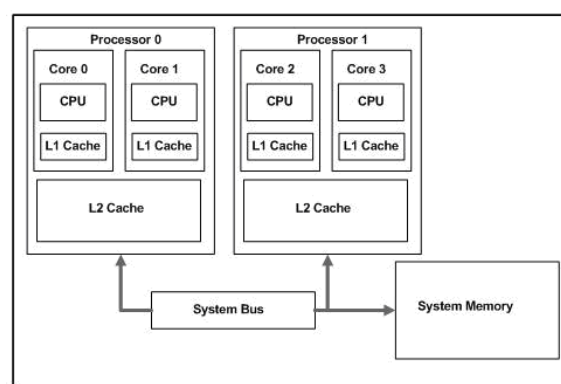 Processor 0
Processor 1
Core 0
Core 1
Core 2
Core 3
CPU
CPU
CPU
CPU
L1 Cache
L1 Cache
L1 Cache
L1 Cache
L2 Cache
L2 Cache
System Bus
System Memory